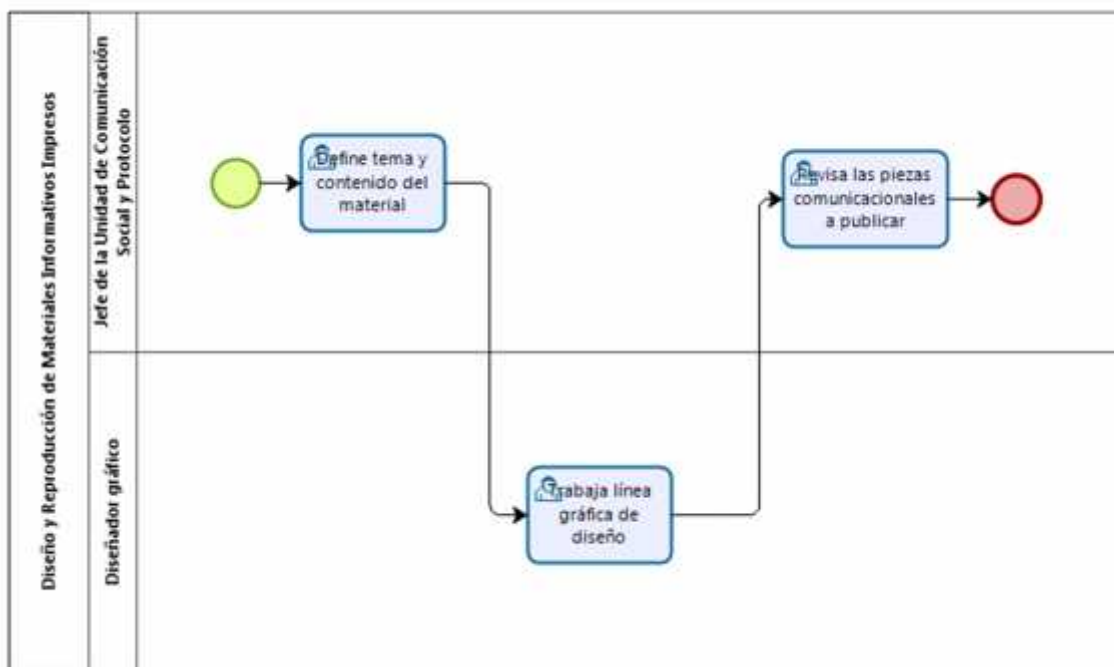 Diseño y Reproducción de Materiales Informativos Impresos
Jefe de la Unidad de Comunicación
Social y Protocolo
Define tema y
contenido del
material
Revisa las piezas
comunicacionales
a publicar
Diseñador gráfico
Trabaja línea
gráfica de
diseño